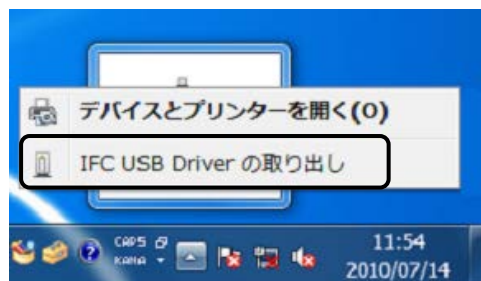 デバイスとプリンターを開く(O)
IFC USB Driver の取り出し
CAPS
KANA
11:54
2010/07/14